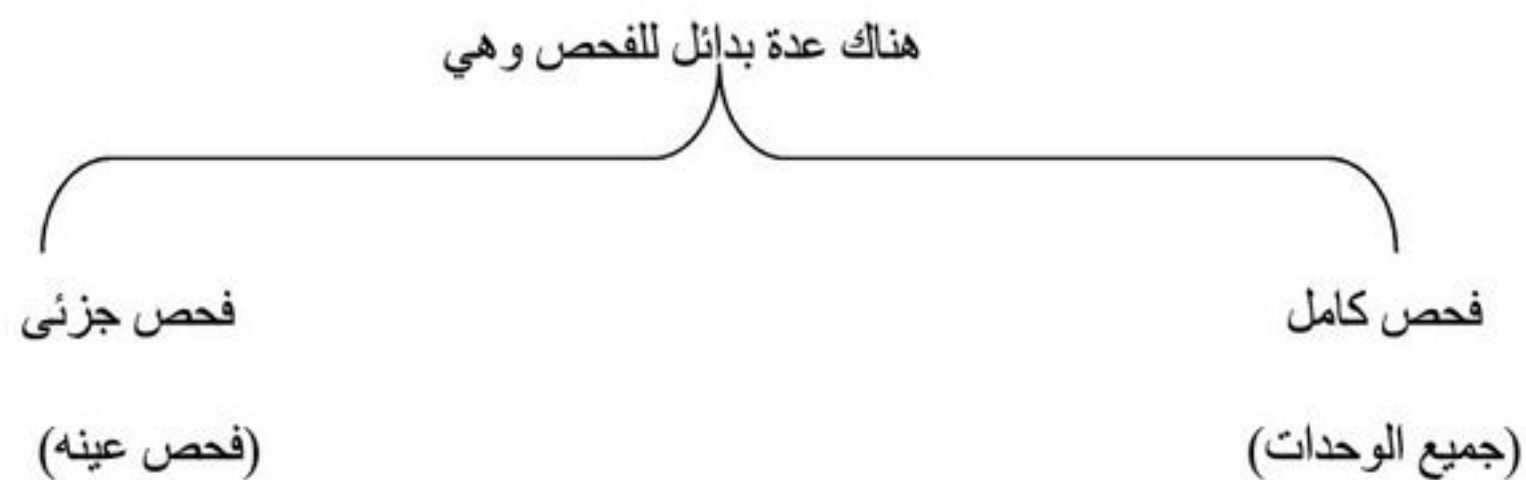 هناك عدة بدائل للفحص وهي
فحص كامل
فحص جزئى
(جميع الوحدات)
(فحص عينه)